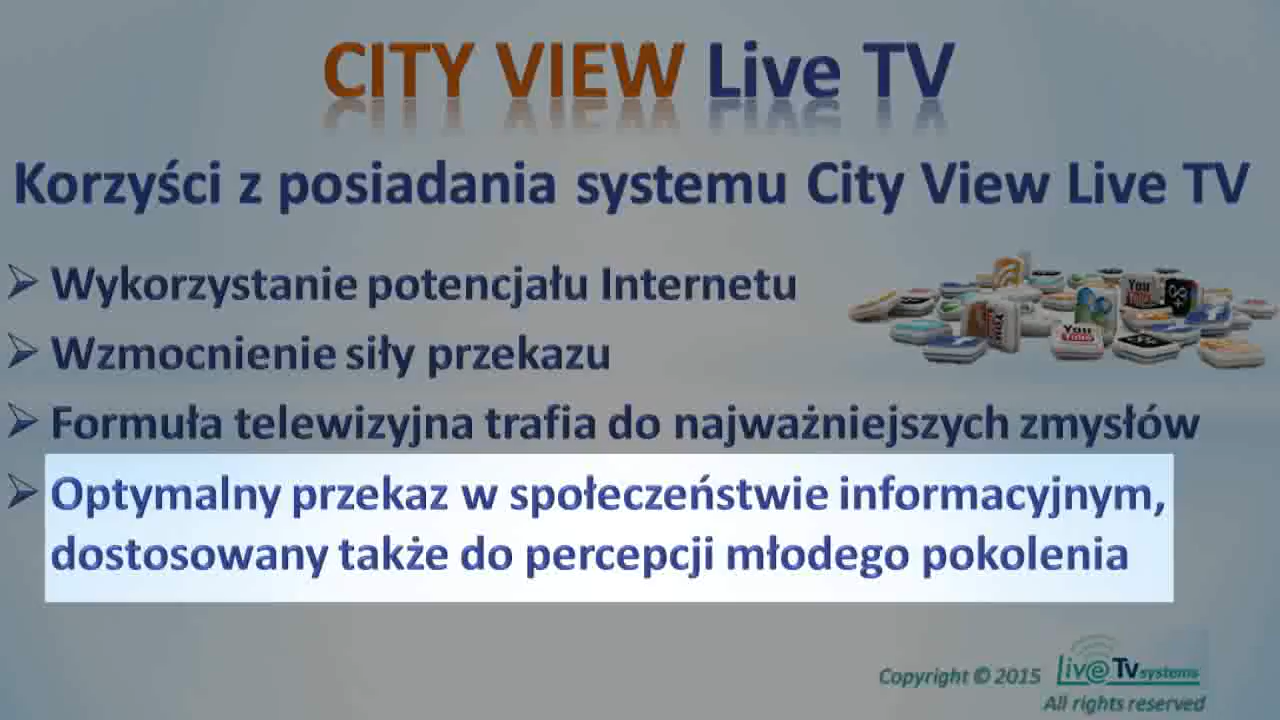 CITY VIEW Live TV
Korzyści z posiadania systemu City View Live TV
➢ Wykorzystanie potencjału Internetu
➢ Wzmocnienie siły przekazu
➢ Formuła telewizyjna trafia do najważniejszych zmysłów
➢ Optymalny przekaz w społeczeństwie informacyjnym,
dostosowany także do percepcji młodego pokolenia
You
You
Copyright © 2015 live Tv systems
All rights reserved